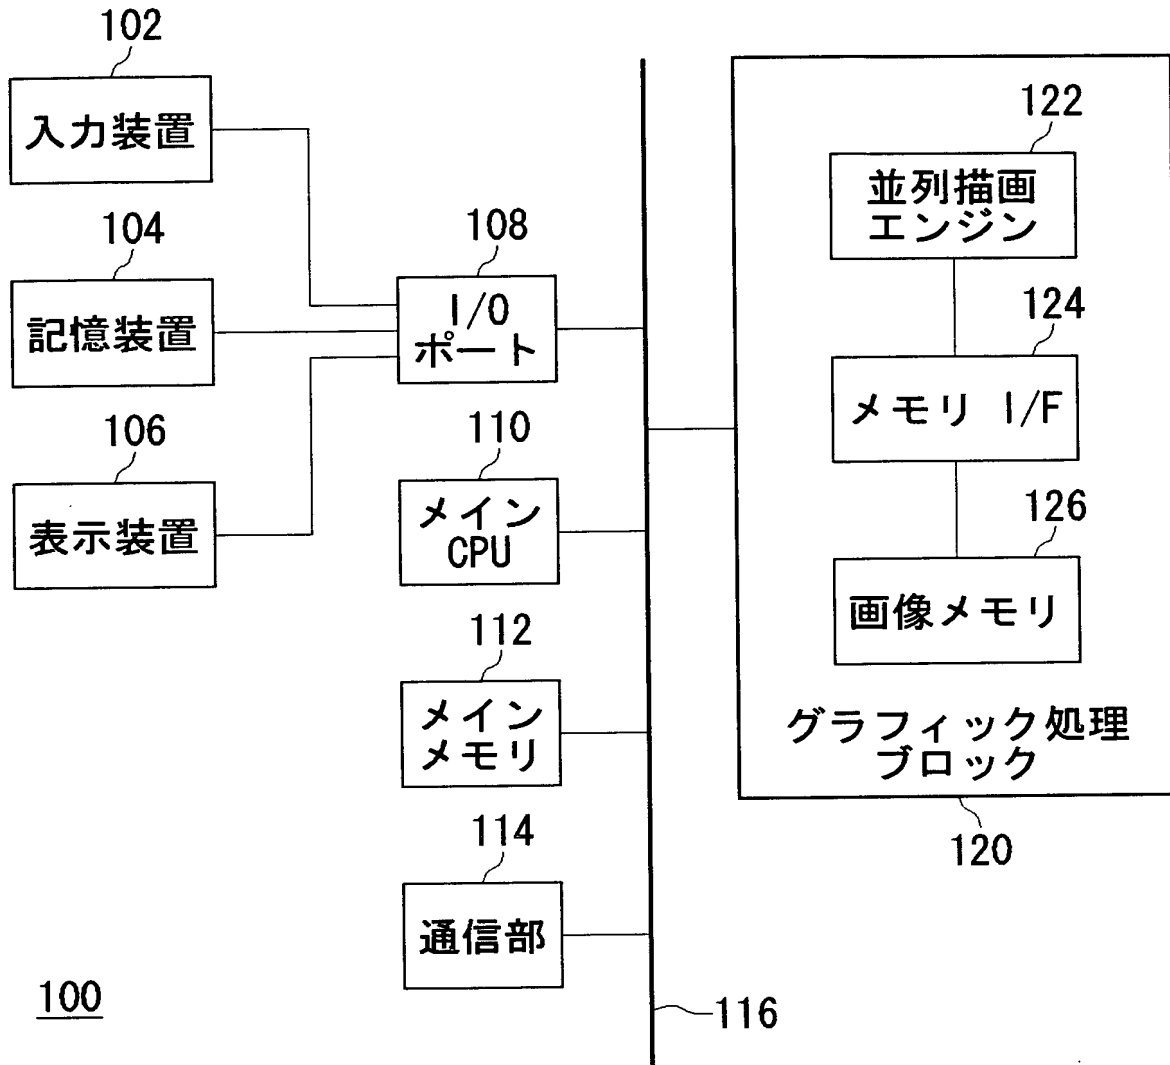 102
入力装置
104
記憶装置
106
表示装置
108
I/O
ポート
110
メイン
CPU
112
メイン
メモリ
114
通信部
116
122
並列描画
エンジン
124
メモリ I/F
126
画像メモリ
グラフィック処理
ブロック
120
100